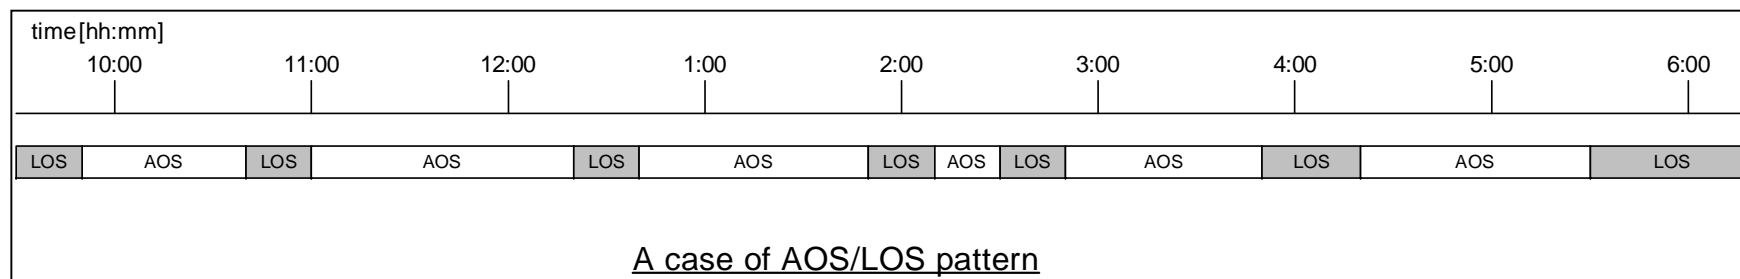 time[hh:mm]
10:00 11:00 12:00 1:00 2:00 3:00 4:00 5:00 6:00
LOS AOS LOS AOS LOS AOS LOS AOS LOS AOS LOS AOS LOS
A case of AOS/LOS pattern